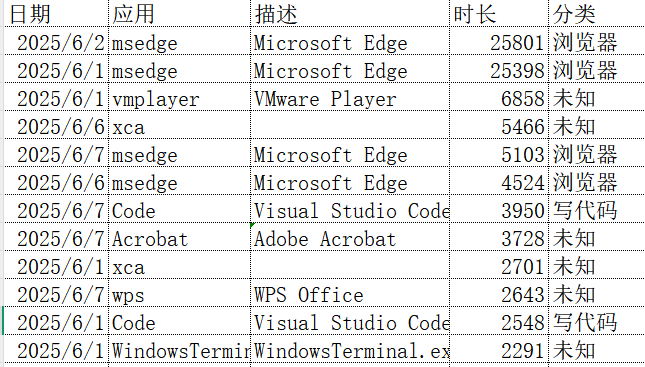 日期 应用 描述 时长 分类
2025/6/2 msedge Microsoft Edge 25801 浏览器
2025/6/1 msedge Microsoft Edge 25398 浏览器
2025/6/1 vmplayer VMware Player 6858 未知
2025/6/6 xca 5466 未知
2025/6/7 msedge Microsoft Edge 5103 浏览器
2025/6/6 msedge Microsoft Edge 4524 浏览器
2025/6/7 Code Visual Studio Code 3950 写代码
2025/6/7 Acrobat Adobe Acrobat 3728 未知
2025/6/1 xca 2701 未知
2025/6/7 wps WPS Office 2643 未知
2025/6/1 Code Visual Studio Code 2548 写代码
2025/6/1 WindowsTermin WindowsTerminal.ex 2291 未知